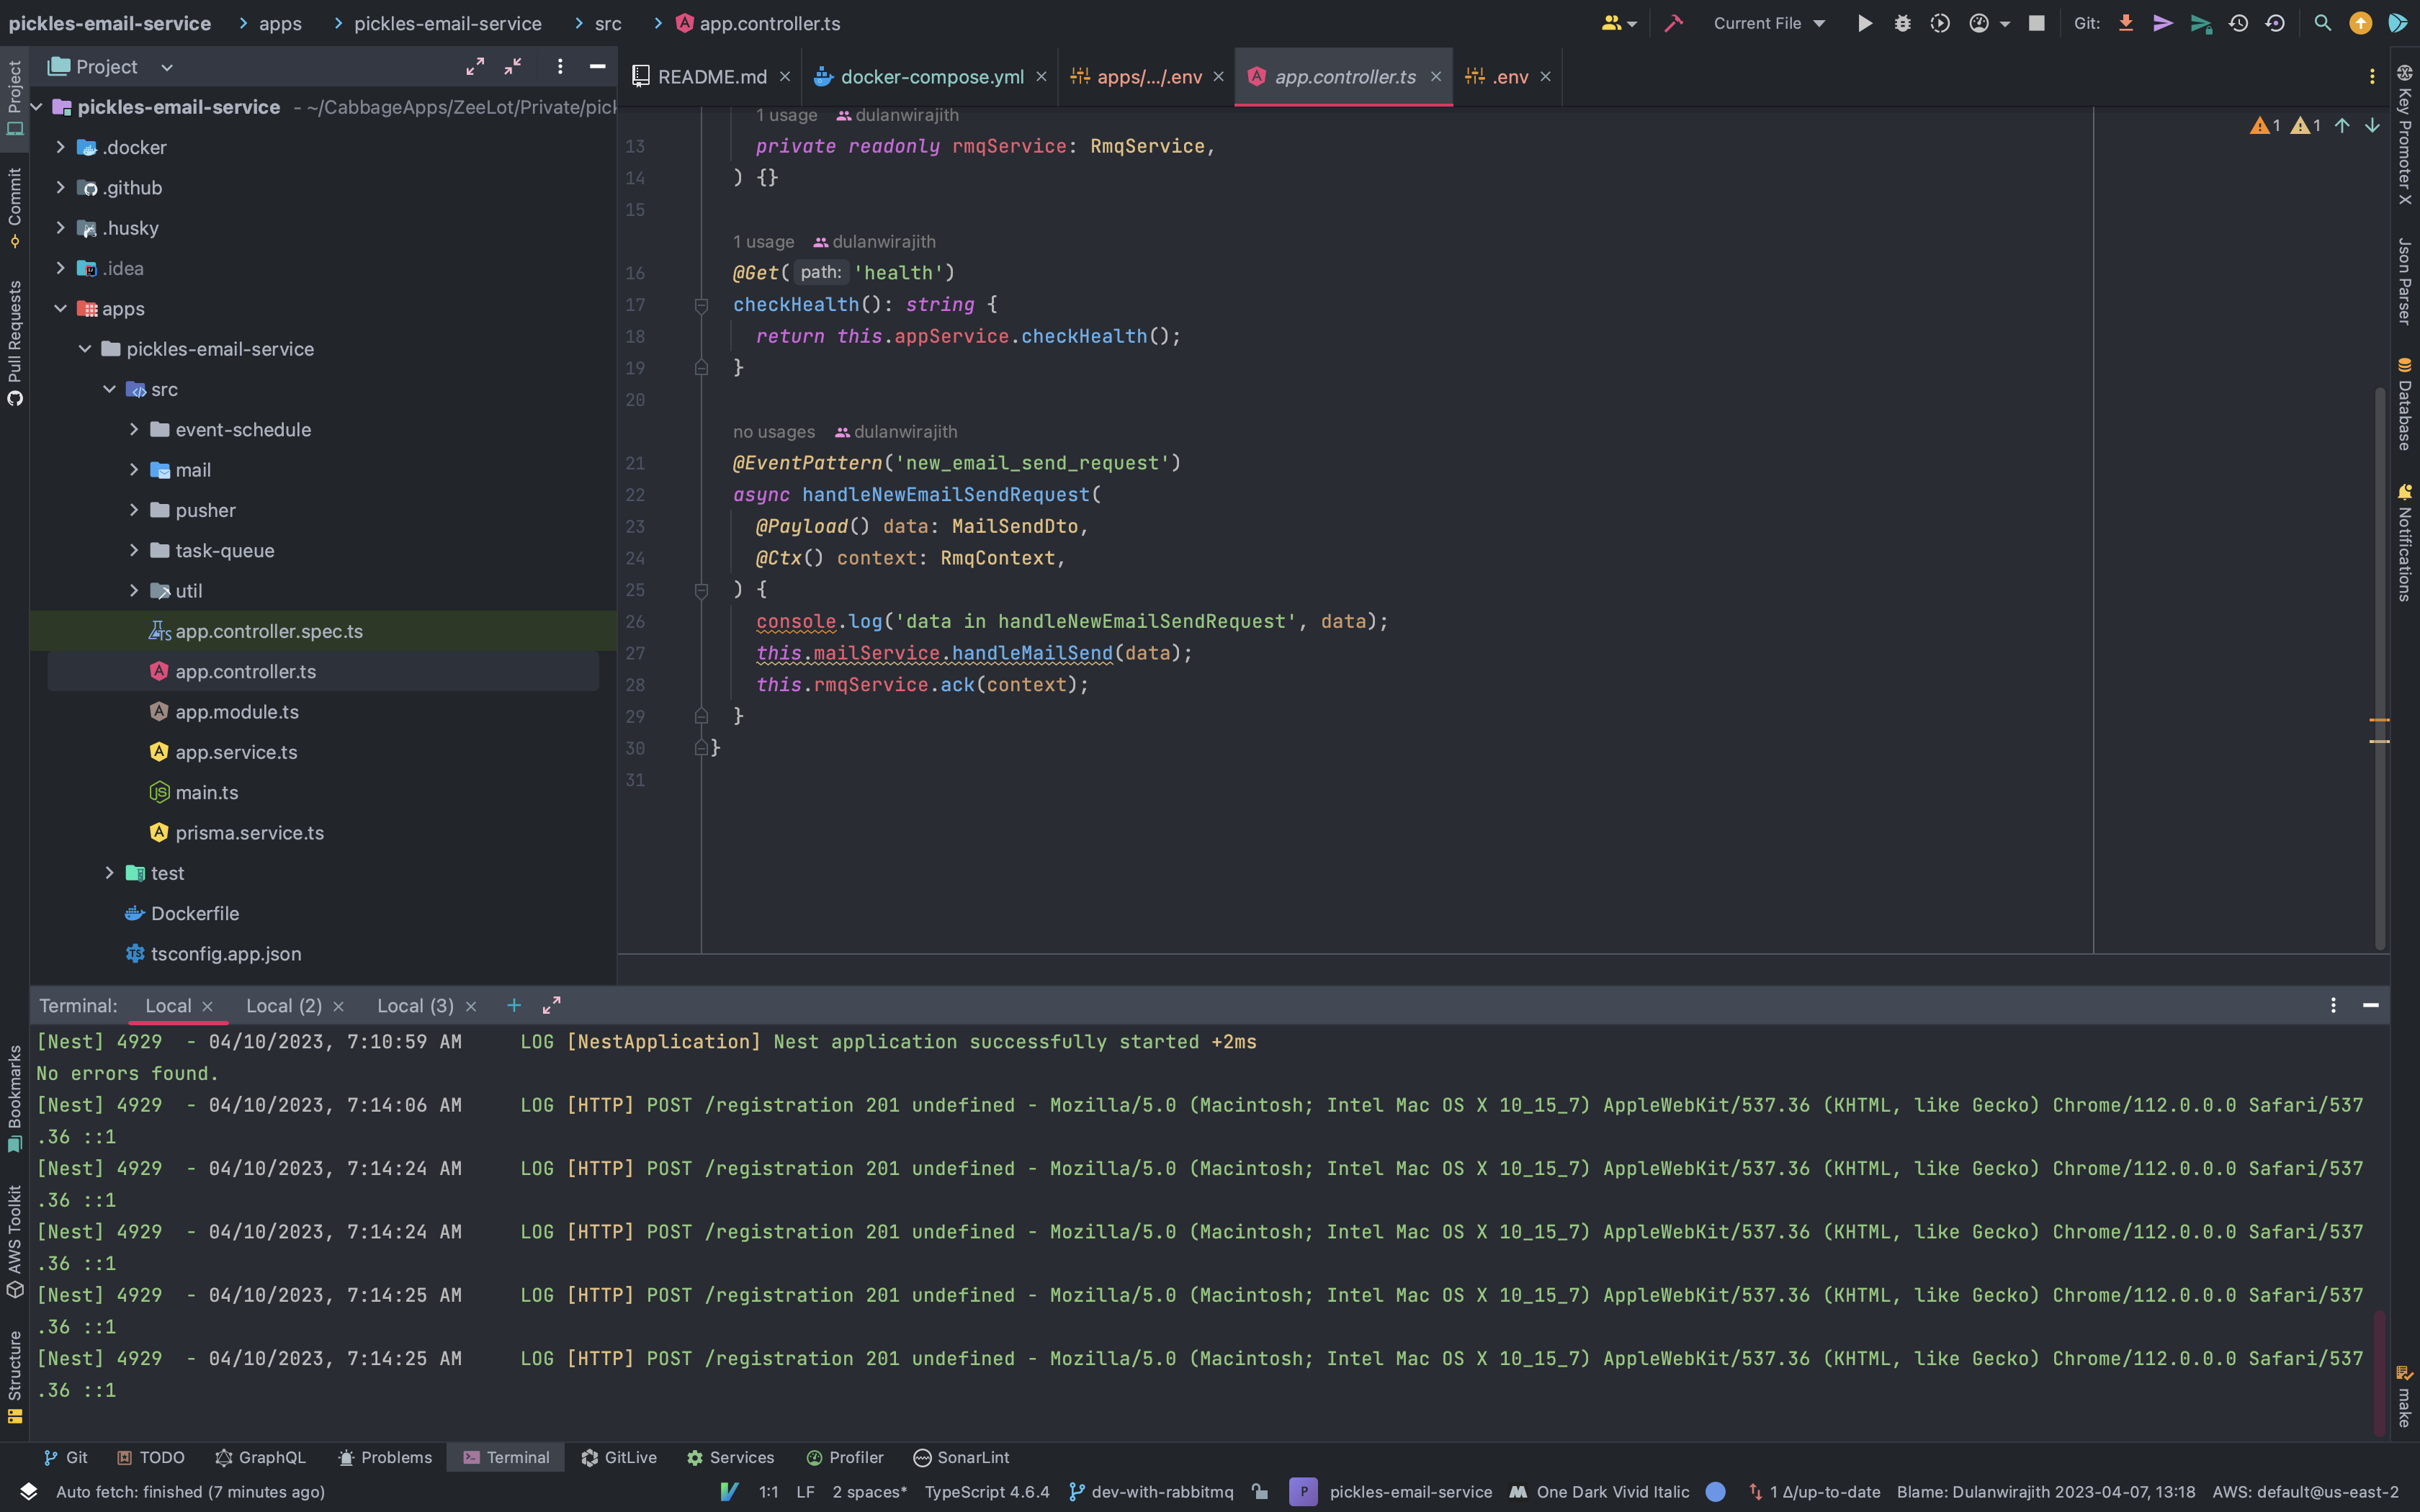 pickles-email-service > apps > pickles-email-service > src > app.controller.ts
Current File
Git:
Project
pickles-email-service - ~/CabbageApps/ZeeLot/Private/pick
.docker
.github
.husky
.idea
apps
pickles-email-service
src
event-schedule
mail
pusher
task-queue
util
app.controller.spec.ts
app.controller.ts
app.module.ts
app.service.ts
main.ts
prisma.service.ts
test
Dockerfile
tsconfig.app.json
Project
Commit
Pull Requests
Bookmarks
AWS Toolkit
Structure
README.md
docker-compose.yml
apps/.../.env
app.controller.ts
.env
1 1
1 usage dulanwirajith
13 private readonly rmqService: RmqService,
14 ) {}
15
1 usage dulanwirajith
16 @Get( path: 'health')
17 checkHealth(): string {
18 return this.appService.checkHealth();
19 }
20
no usages dulanwirajith
21 @EventPattern('new_email_send_request')
22 async handleNewEmailSendRequest(
23 @Payload() data: MailSendDto,
24 @Ctx() context: RmqContext,
25 ) {
26 console.log('data in handleNewEmailSendRequest', data);
27 this.mailService.handleMailSend(data);
28 this.rmqService.ack(context);
29 }
30 }
31
Key Promoter X
Json Parser
Database
Notifications
make
Terminal: Local Local (2) Local (3)
[Nest] 4929 - 04/10/2023, 7:10:59 AM LOG [NestApplication] Nest application successfully started +2ms
No errors found.
[Nest] 4929 - 04/10/2023, 7:14:06 AM LOG [HTTP] POST /registration 201 undefined - Mozilla/5.0 (Macintosh; Intel Mac OS X 10_15_7) AppleWebKit/537.36 (KHTML, like Gecko) Chrome/112.0.0.0 Safari/537
.36 ::1
[Nest] 4929 - 04/10/2023, 7:14:24 AM LOG [HTTP] POST /registration 201 undefined - Mozilla/5.0 (Macintosh; Intel Mac OS X 10_15_7) AppleWebKit/537.36 (KHTML, like Gecko) Chrome/112.0.0.0 Safari/537
.36 ::1
[Nest] 4929 - 04/10/2023, 7:14:24 AM LOG [HTTP] POST /registration 201 undefined - Mozilla/5.0 (Macintosh; Intel Mac OS X 10_15_7) AppleWebKit/537.36 (KHTML, like Gecko) Chrome/112.0.0.0 Safari/537
.36 ::1
[Nest] 4929 - 04/10/2023, 7:14:25 AM LOG [HTTP] POST /registration 201 undefined - Mozilla/5.0 (Macintosh; Intel Mac OS X 10_15_7) AppleWebKit/537.36 (KHTML, like Gecko) Chrome/112.0.0.0 Safari/537
.36 ::1
[Nest] 4929 - 04/10/2023, 7:14:25 AM LOG [HTTP] POST /registration 201 undefined - Mozilla/5.0 (Macintosh; Intel Mac OS X 10_15_7) AppleWebKit/537.36 (KHTML, like Gecko) Chrome/112.0.0.0 Safari/537
.36 ::1
Git TODO GraphQL Problems Terminal GitLive Services Profiler SonarLint
Auto fetch: finished (7 minutes ago) 1:1 LF 2 spaces* TypeScript 4.6.4 dev-with-rabbitmq P pickles-email-service One Dark Vivid Italic 1 Δ/up-to-date Blame: Dulanwirajith 2023-04-07, 13:18 AWS: default@us-east-2